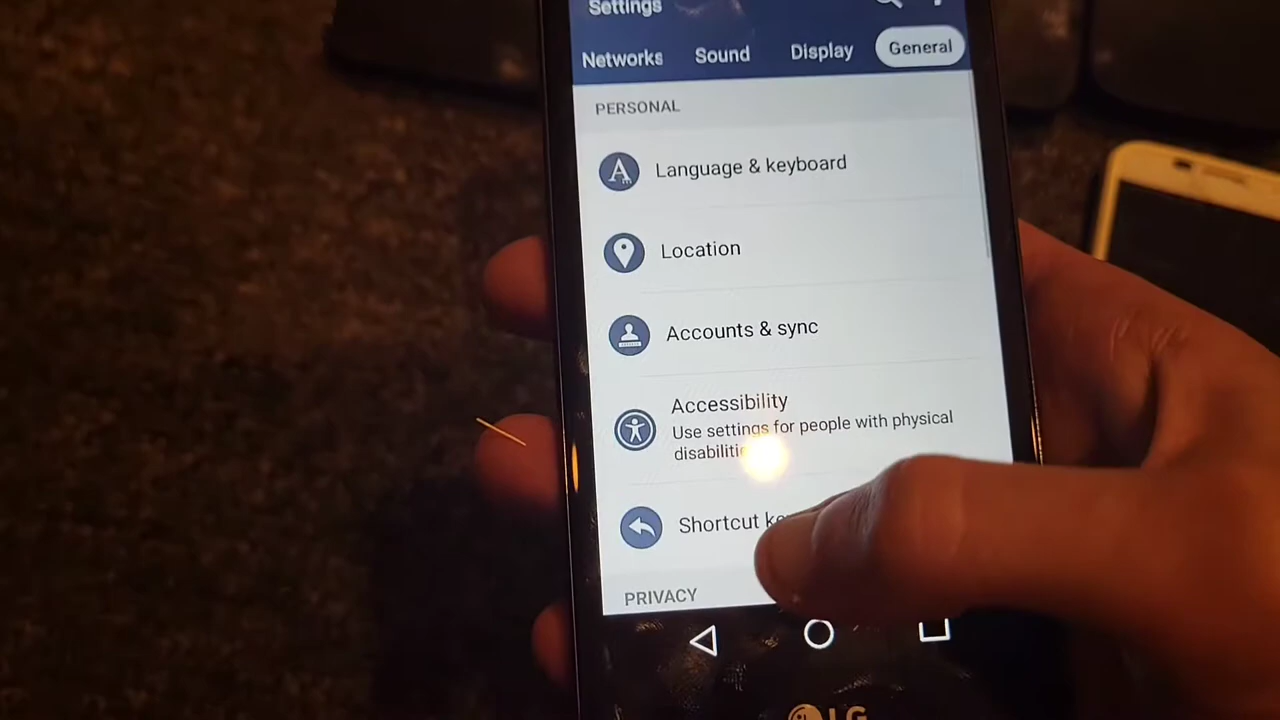 Settings
Networks Sound Display General
PERSONAL
Language & keyboard
Location
Accounts & sync
Accessibility
Use settings for people with physical
Shortcut
PRIVACY
LG